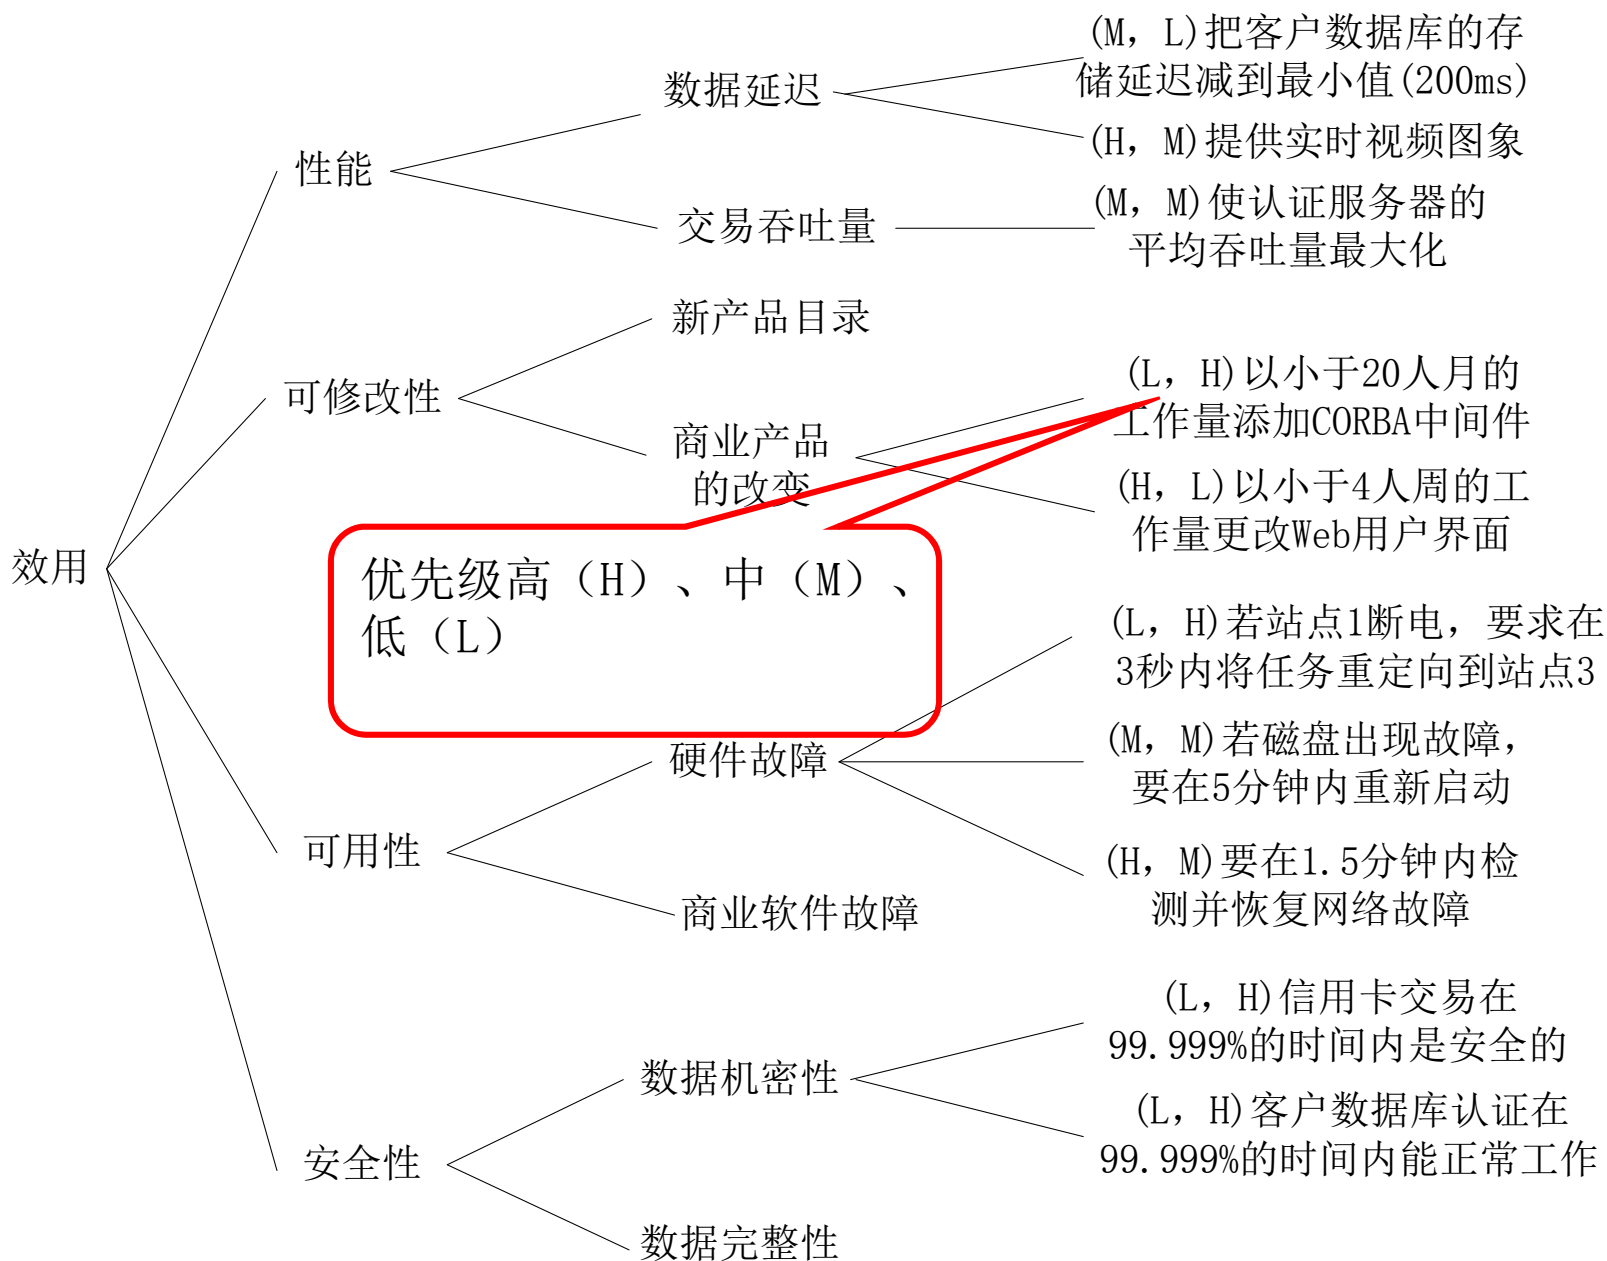 效用
性能
数据延迟
(M, L)把客户数据库的存
储延迟减到最小值(200ms)
(H, M)提供实时视频图象
交易吞吐量
(M, M)使认证服务器的
平均吞吐量最大化
可修改性
新产品目录
商业产品
的改变
(L, H)以小于20人月的
工作量添加CORBA中间件
(H, L)以小于4人周的工
作量更改Web用户界面
优先级高（H）、中（M）、
低（L）
可用性
硬件故障
(L, H)若站点1断电，要求在
3秒内将任务重定向到站点3
(M, M)若磁盘出现故障，
要在5分钟内重新启动
(H, M)要在1.5分钟内检
测并恢复网络故障
商业软件故障
安全性
数据机密性
(L, H)信用卡交易在
99.999%的时间内是安全的
(L, H)客户数据库认证在
99.999%的时间内能正常工作
数据完整性